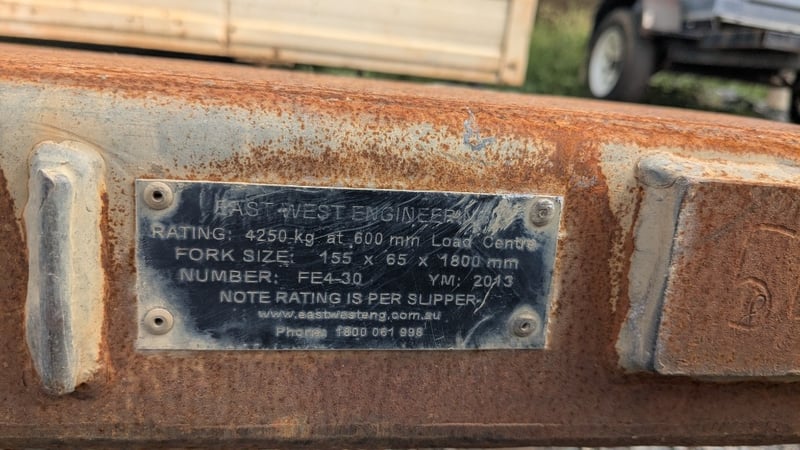 EAST WEST ENGINEERING
RATING: 4250 kg at 600 mm Load Centre
FORK SIZE: 155 x 65 x 1800 mm
NUMBER: FE4-30 YM: 2013
NOTE RATING IS PER SLIPPER
www.eastwesteng.com.au
Phone: 1800 061 998